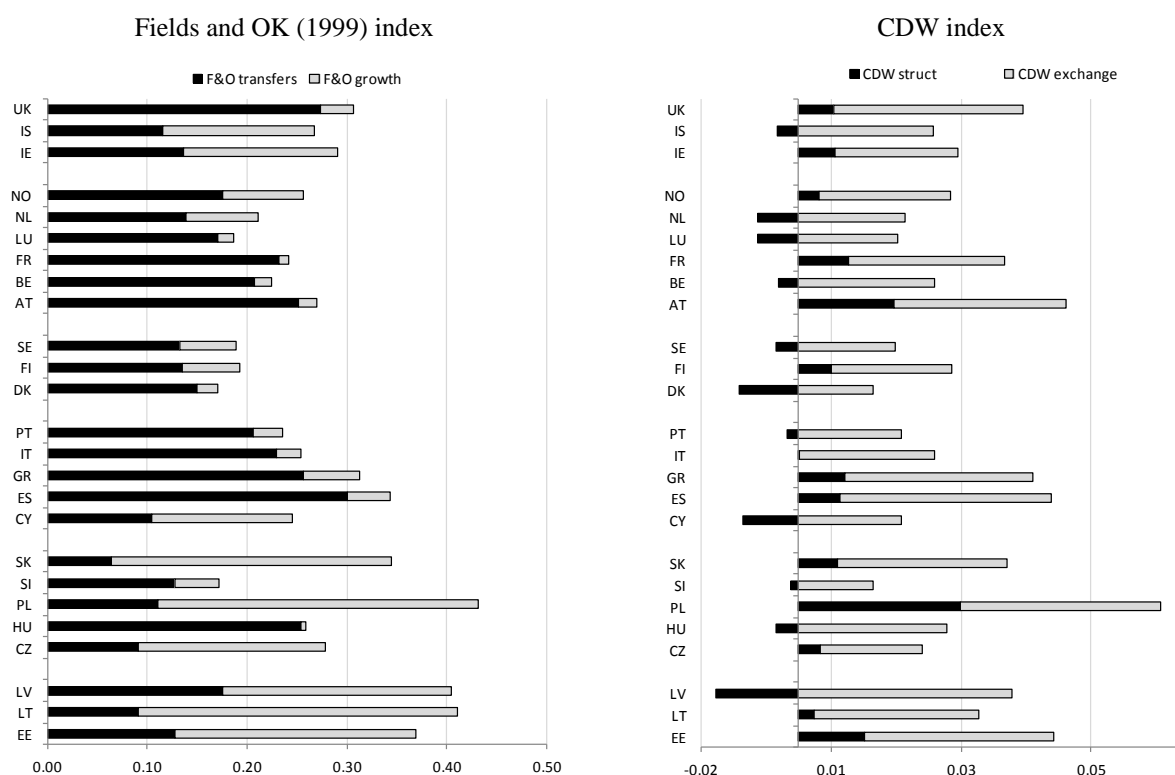 Fields and OK (1999) index
F&O transfers F&O growth
UK
IS
IE
NO
NL
LU
FR
BE
AT
SE
FI
DK
PT
IT
GR
ES
CY
SK
SI
PL
HU
CZ
LV
LT
EE
0.00 0.10 0.20 0.30 0.40 0.50
CDW index
CDW struct CDW exchange
UK
IS
IE
NO
NL
LU
FR
BE
AT
SE
FI
DK
PT
IT
GR
ES
CY
SK
SI
PL
HU
CZ
LV
LT
EE
-0.02 0.01 0.03 0.05